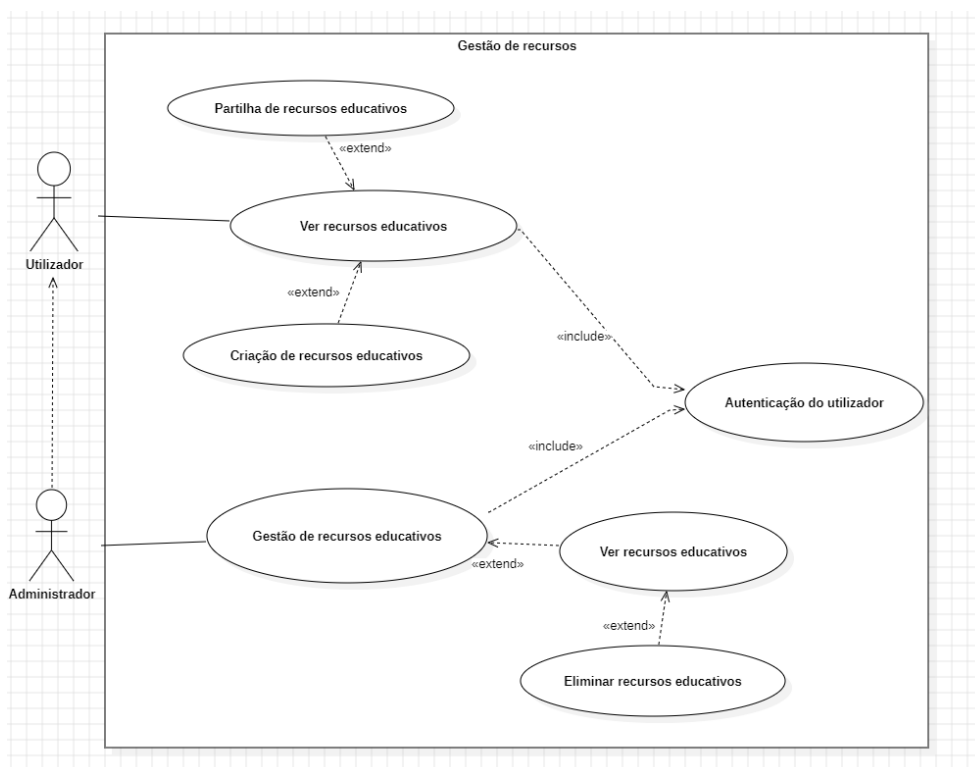 Gestão de recursos
Partilha de recursos educativos
«extend»
Ver recursos educativos
Utilizador
«extend»
«include»
Criação de recursos educativos
Autenticação do utilizador
«include»
Gestão de recursos educativos
Ver recursos educativos
«extend»
Administrador
«extend»
Eliminar recursos educativos